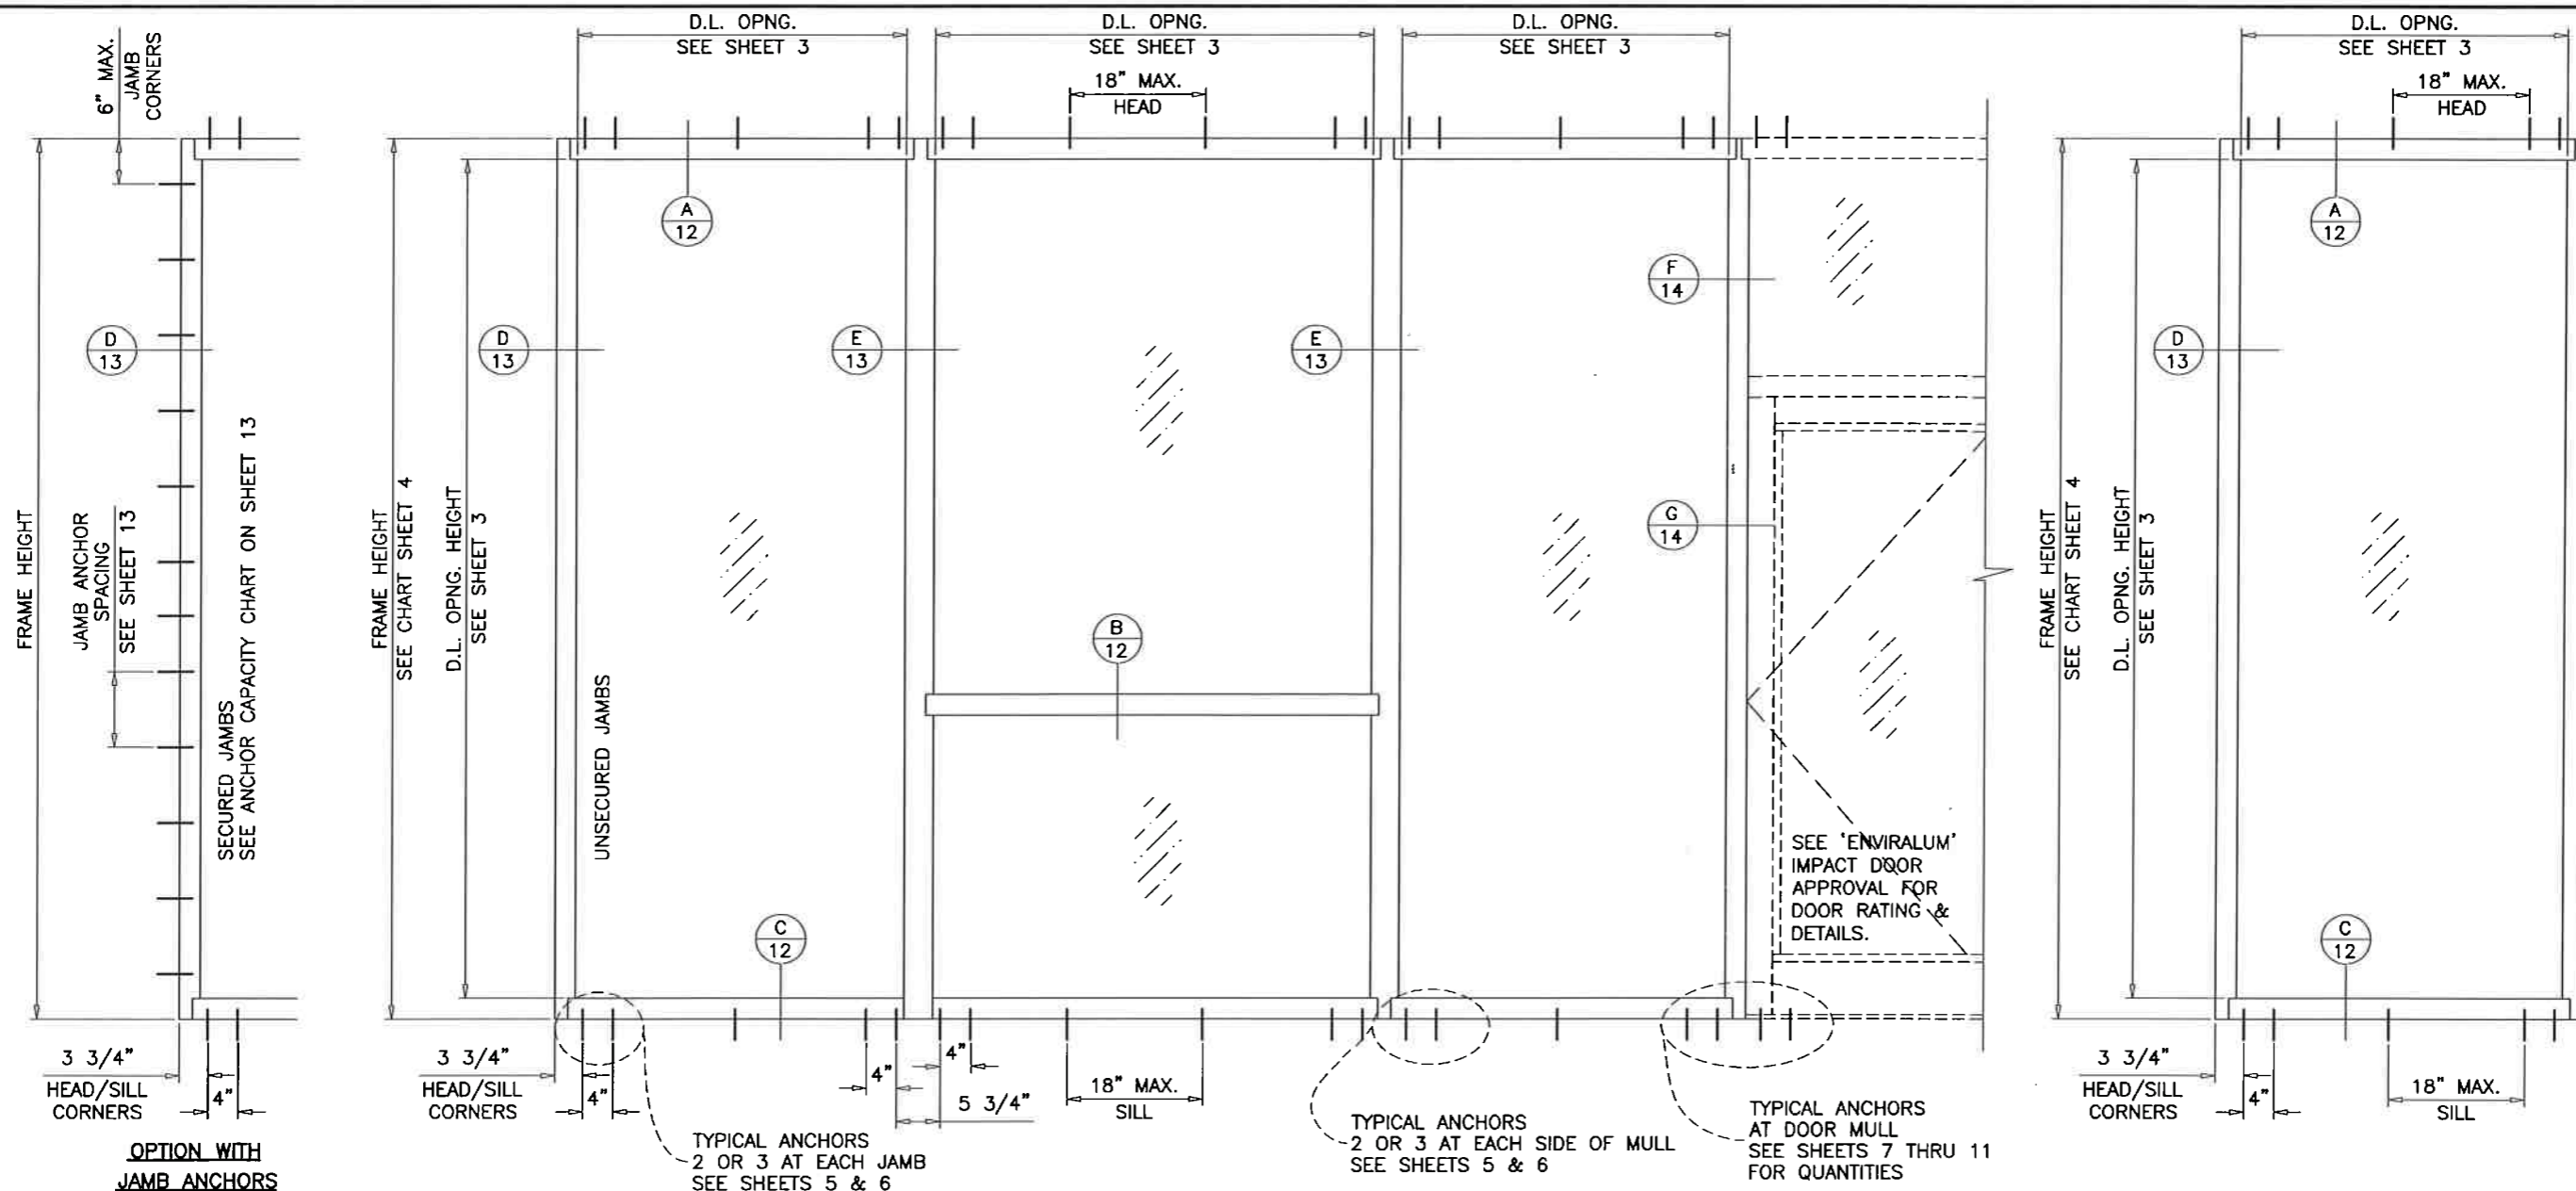 D.L. OPNG.
SEE SHEET 3
D.L. OPNG.
SEE SHEET 3
D.L. OPNG.
SEE SHEET 3
D.L. OPNG.
SEE SHEET 3
6" MAX.
JAMB
CORNERS
18" MAX.
HEAD
18" MAX.
HEAD
A
12
A
12
F
14
D
13
D
13
E
13
E
13
D
13
FRAME HEIGHT
JAMB ANCHOR
SPACING
SEE SHEET 13
SECURED JAMBS
SEE ANCHOR CAPACITY CHART ON SHEET 13
FRAME HEIGHT
SEE CHART SHEET 4
D.L. OPNG. HEIGHT
SEE SHEET 3
UNSECURED JAMBS
G
14
B
12
FRAME HEIGHT
SEE CHART SHEET 4
D.L. OPNG. HEIGHT
SEE SHEET 3
SEE 'ENVIRALUM'
IMPACT DOOR
APPROVAL FOR
DOOR RATING &
DETAILS.
C
12
C
12
3 3/4"
HEAD/SILL
CORNERS
4"
3 3/4"
HEAD/SILL
CORNERS
4"
4"
4"
5 3/4"
18" MAX.
SILL
3 3/4"
HEAD/SILL
CORNERS
4"
18" MAX.
SILL
OPTION WITH
JAMB ANCHORS
TYPICAL ANCHORS
2 OR 3 AT EACH JAMB
SEE SHEETS 5 & 6
TYPICAL ANCHORS
2 OR 3 AT EACH SIDE OF MULL
SEE SHEETS 5 & 6
TYPICAL ANCHORS
AT DOOR MULL
SEE SHEETS 7 THRU 11
FOR QUANTITIES